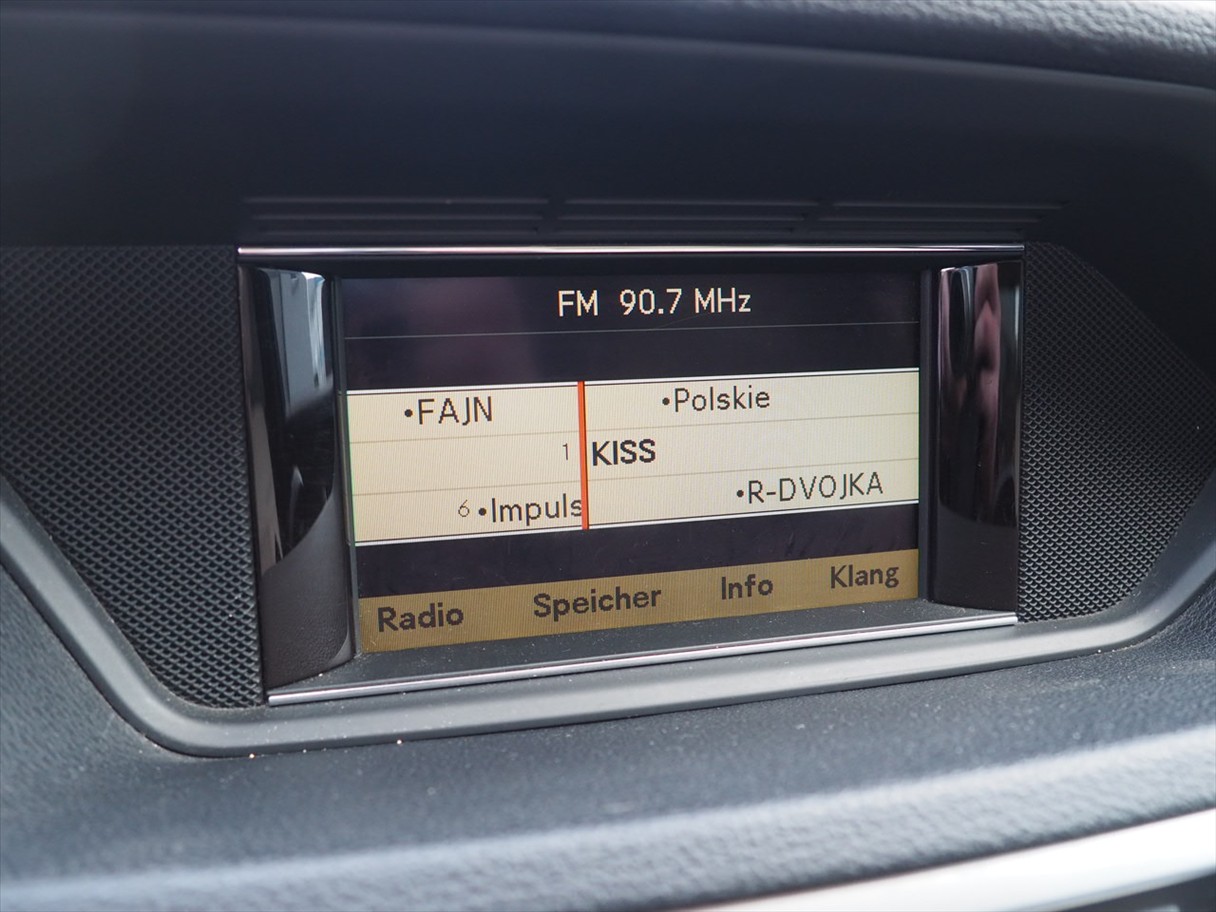 FM 90.7 MHz
•FAJN •Polskie
1 KISS
6 •Impuls •R-DVOJKA
Radio Speicher Info Klang